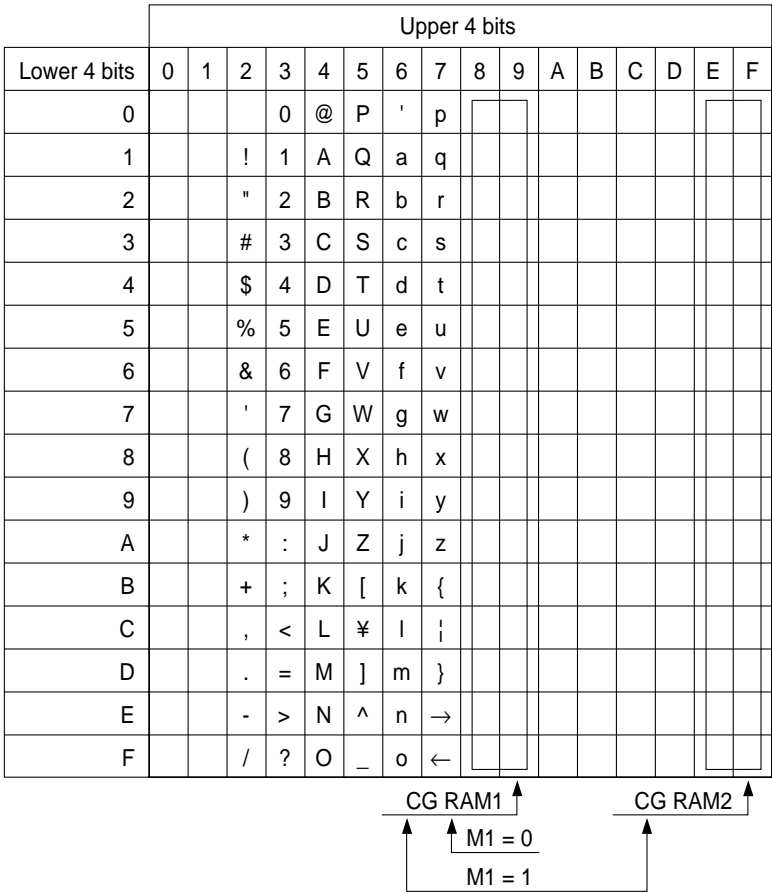 Upper 4 bits
Lower 4 bits 0 1 2 3 4 5 6 7 8 9 A B C D E F
0 0 @ P ' p
1 ! 1 A Q a q
2 " 2 B R b r
3 # 3 C S c s
4 $ 4 D T d t
5 % 5 E U e u
6 & 6 F V f v
7 ' 7 G W g w
8 ( 8 H X h x
9 ) 9 I Y i y
A * : J Z j z
B + ; K [ k {
C , < L ¥ l ¦
D . = M ] m }
E - > N ^ n →
F / ? O _ o ←
CG RAM1 CG RAM2
M1 = 0
M1 = 1